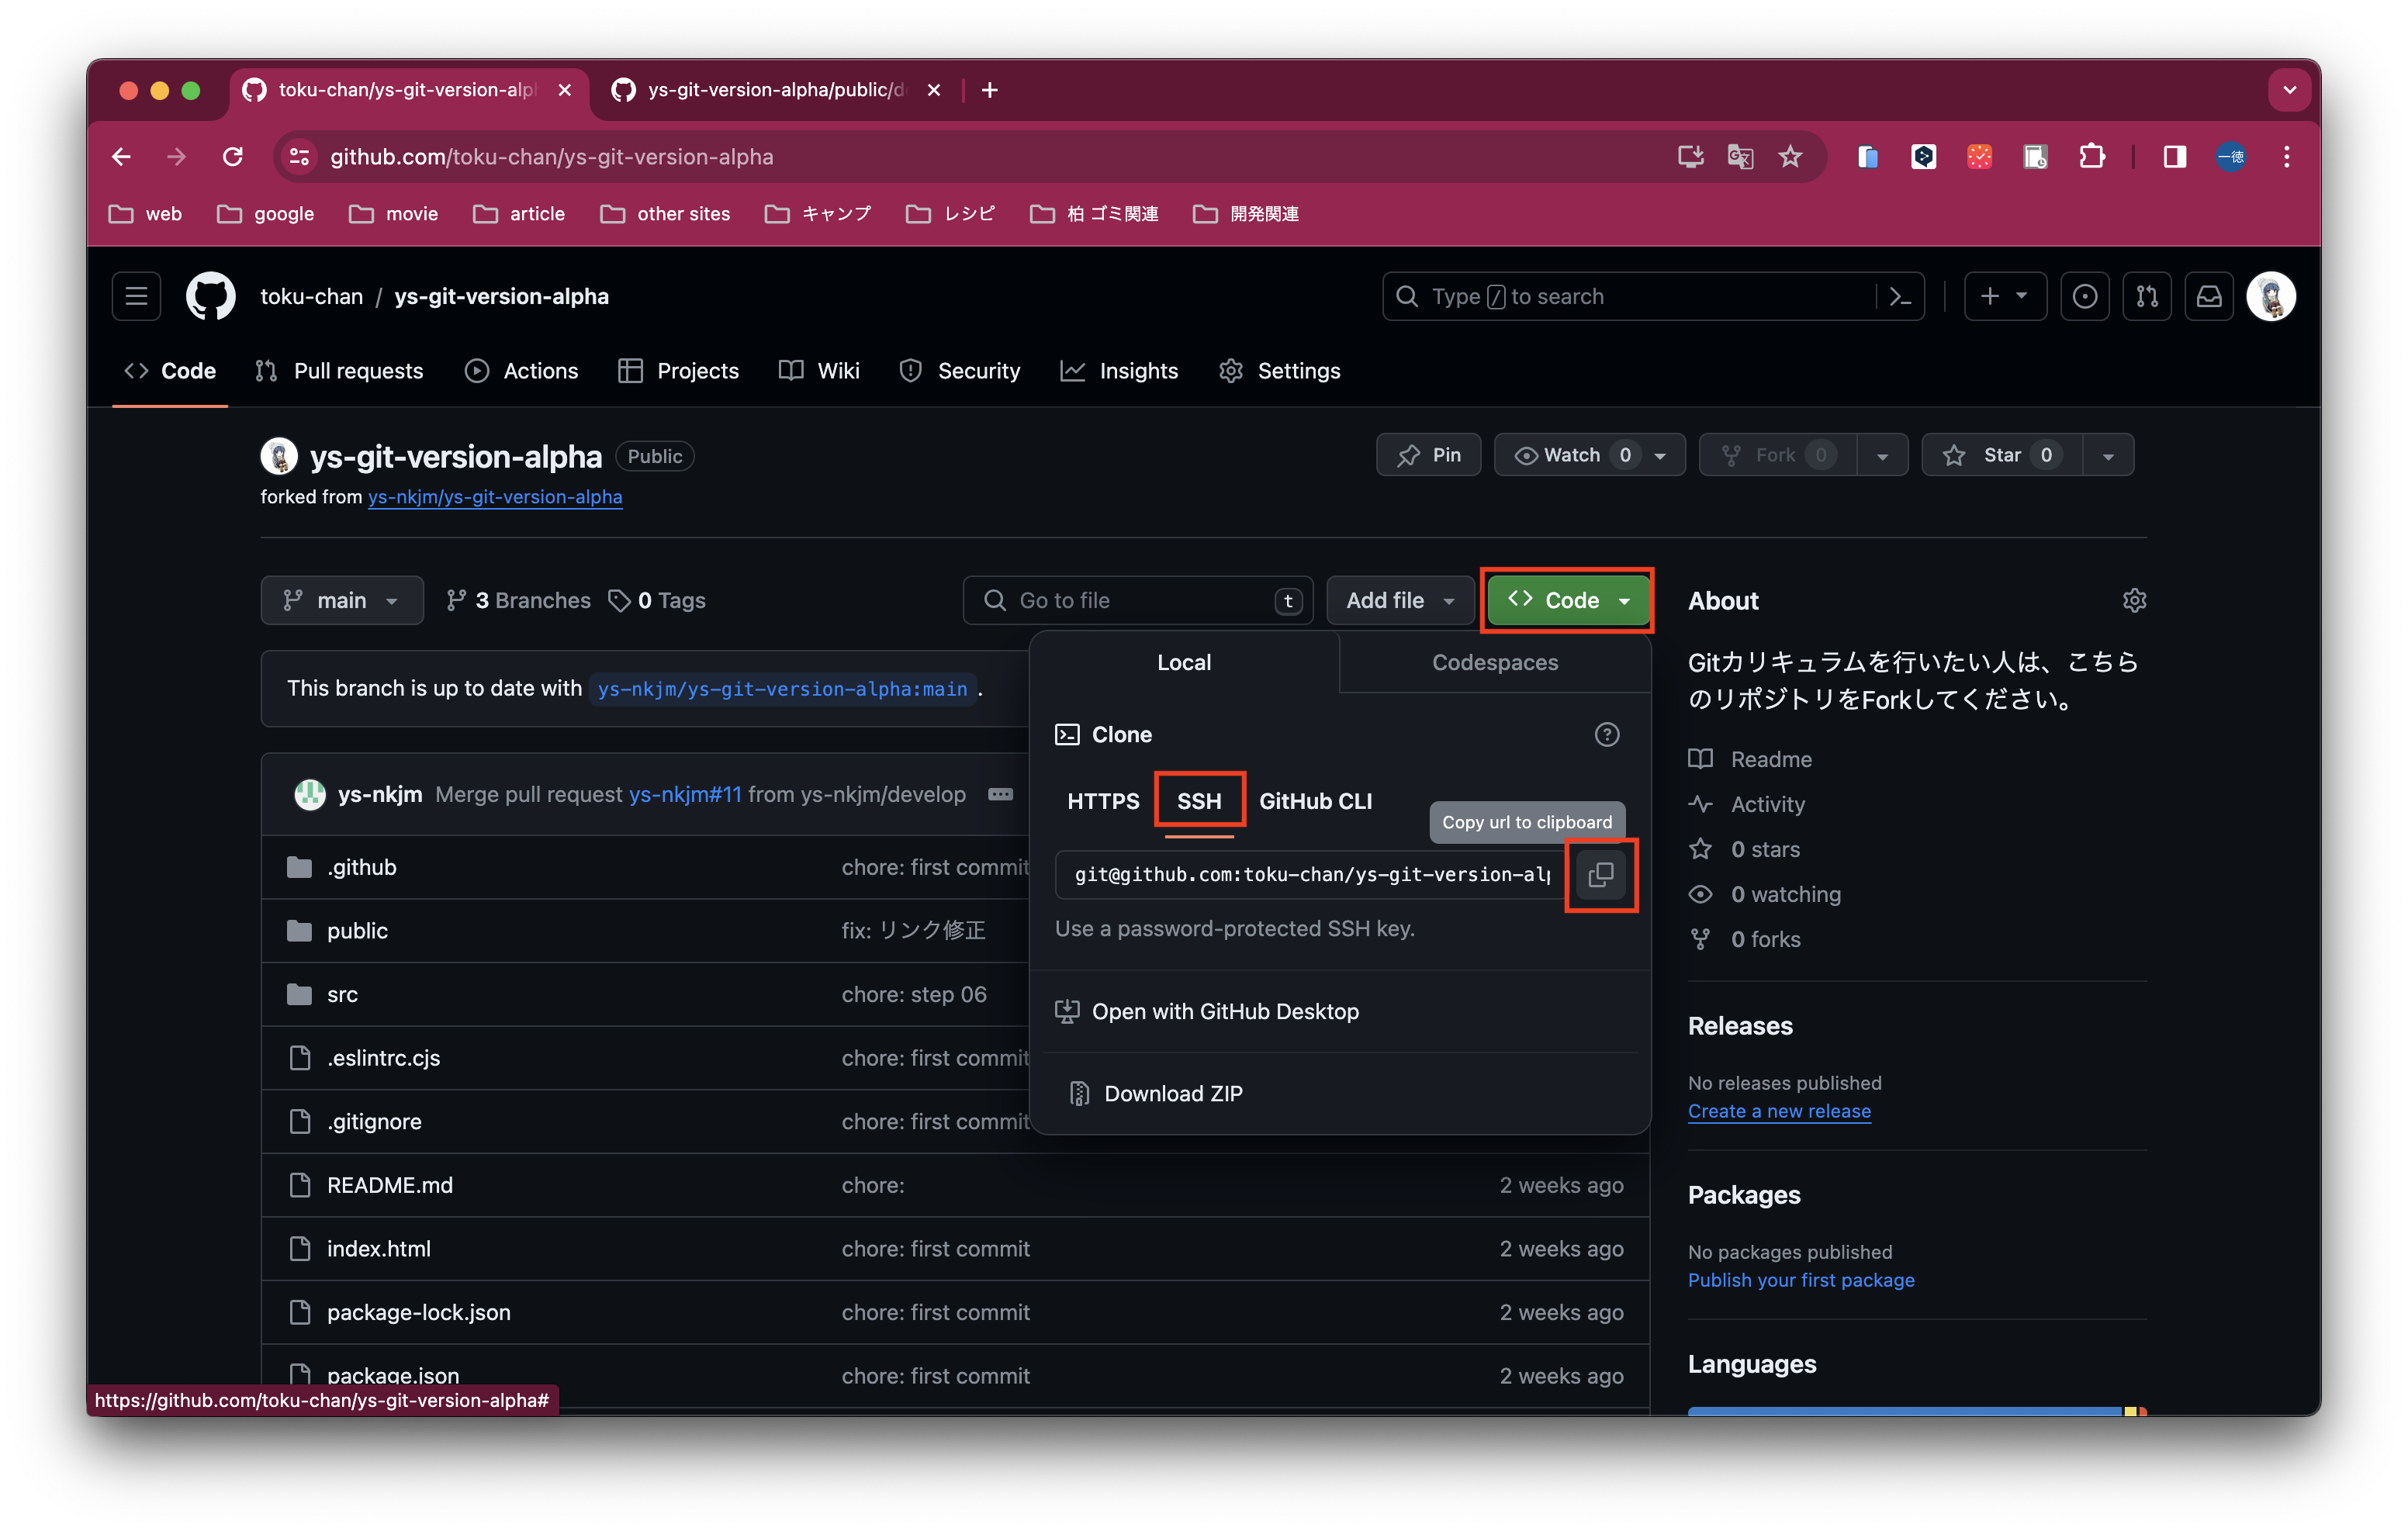 toku-chan/ys-git-version-alp
ys-git-version-alpha/public/d
github.com/toku-chan/ys-git-version-alpha
一徳
web google movie article other sites キャンプ レシピ 柏 ゴミ関連 開発関連
toku-chan / ys-git-version-alpha
Type / to search
Code Pull requests Actions Projects Wiki Security Insights Settings
ys-git-version-alpha Public
Pin Watch 0 Fork 0 Star 0
forked from ys-nkjm/ys-git-version-alpha
main 3 Branches 0 Tags
Go to file t
Add file
<> Code
This branch is up to date with ys-nkjm/ys-git-version-alpha:main .
ys-nkjm Merge pull request ys-nkjm#11 from ys-nkjm/develop
.github chore: first commit
public fix: リンク修正
src chore: step 06
.eslintrc.cjs chore: first commit
.gitignore chore: first commit
README.md chore: 2 weeks ago
index.html chore: first commit 2 weeks ago
package-lock.json chore: first commit 2 weeks ago
package.json chore: first commit 2 weeks ago
Local Codespaces
Clone
HTTPS SSH GitHub CLI
Copy url to clipboard
git@github.com:toku-chan/ys-git-version-alp
Use a password-protected SSH key.
Open with GitHub Desktop
Download ZIP
About
Gitカリキュラムを行いたい人は、こちら
のリポジトリをForkしてください。
Readme
Activity
0 stars
0 watching
0 forks
Releases
No releases published
Create a new release
Packages
No packages published
Publish your first package
Languages
https://github.com/toku-chan/ys-git-version-alpha#